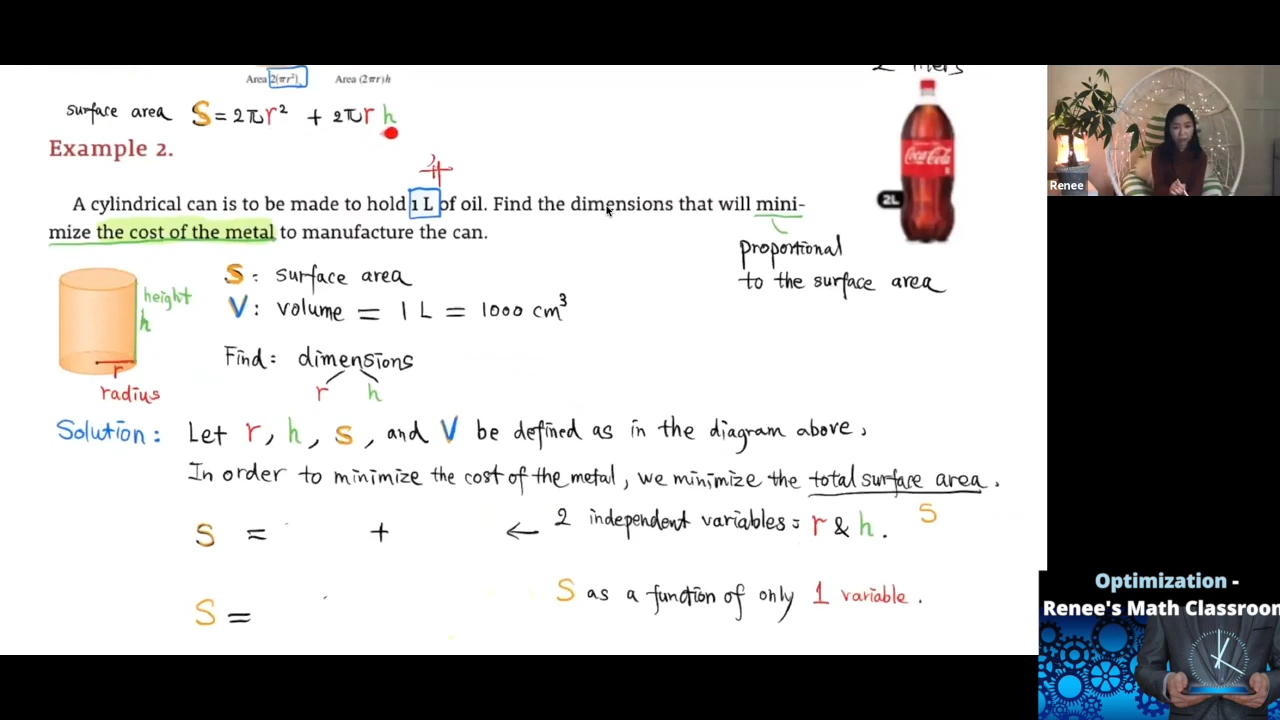 Area 2(πr²) Area (2πr)h
surface area S = 2πr² + 2πr h
Example 2.
A cylindrical can is to be made to hold 1 L of oil. Find the dimensions that will mini-
mize the cost of the metal to manufacture the can.
proportional
to the surface area
2L
Coca-Cola
height
h
r
radius
S: surface area
V: volume = 1 L = 1000 cm³
Find: dimensions
r h
Solution: Let r, h, S, and V be defined as in the diagram above,
In order to minimize the cost of the metal, we minimize the total surface area.
S
S = + ← 2 independent variables: r & h.
S = S as a function of only 1 variable.
Renee
Optimization -
Renee's Math Classroom